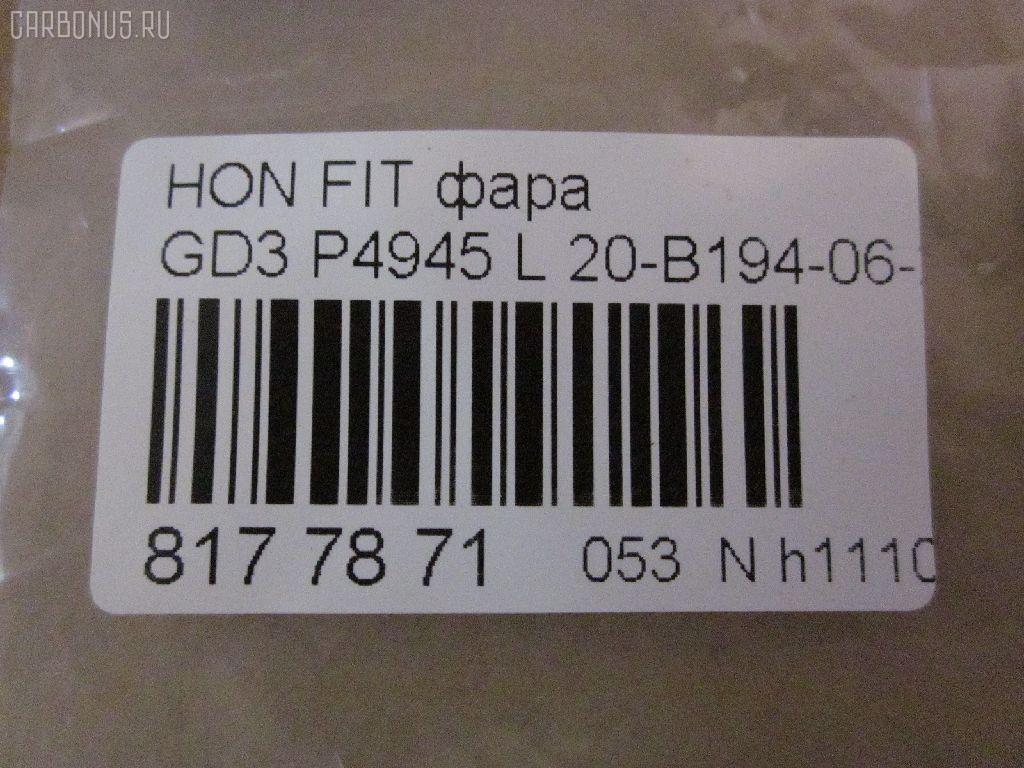 CARBONUS.RU
HON FIT фара
GD3 P4945 L 20-B194-06-
817 78 71 053 N h1110